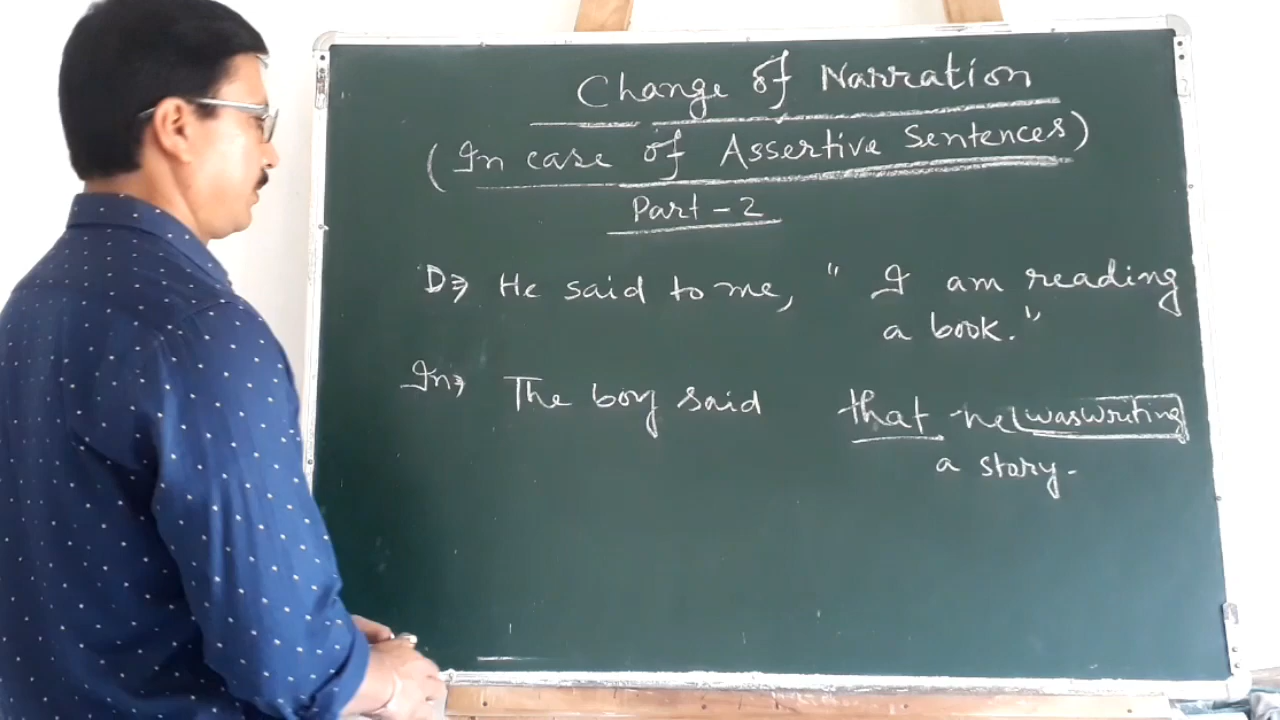 Change of Narration
(In case of Assertive Sentences)
Part - 2
D⇒ He said to me, " I am reading
a book."
In⇒ The boy said that he was writing
a story.